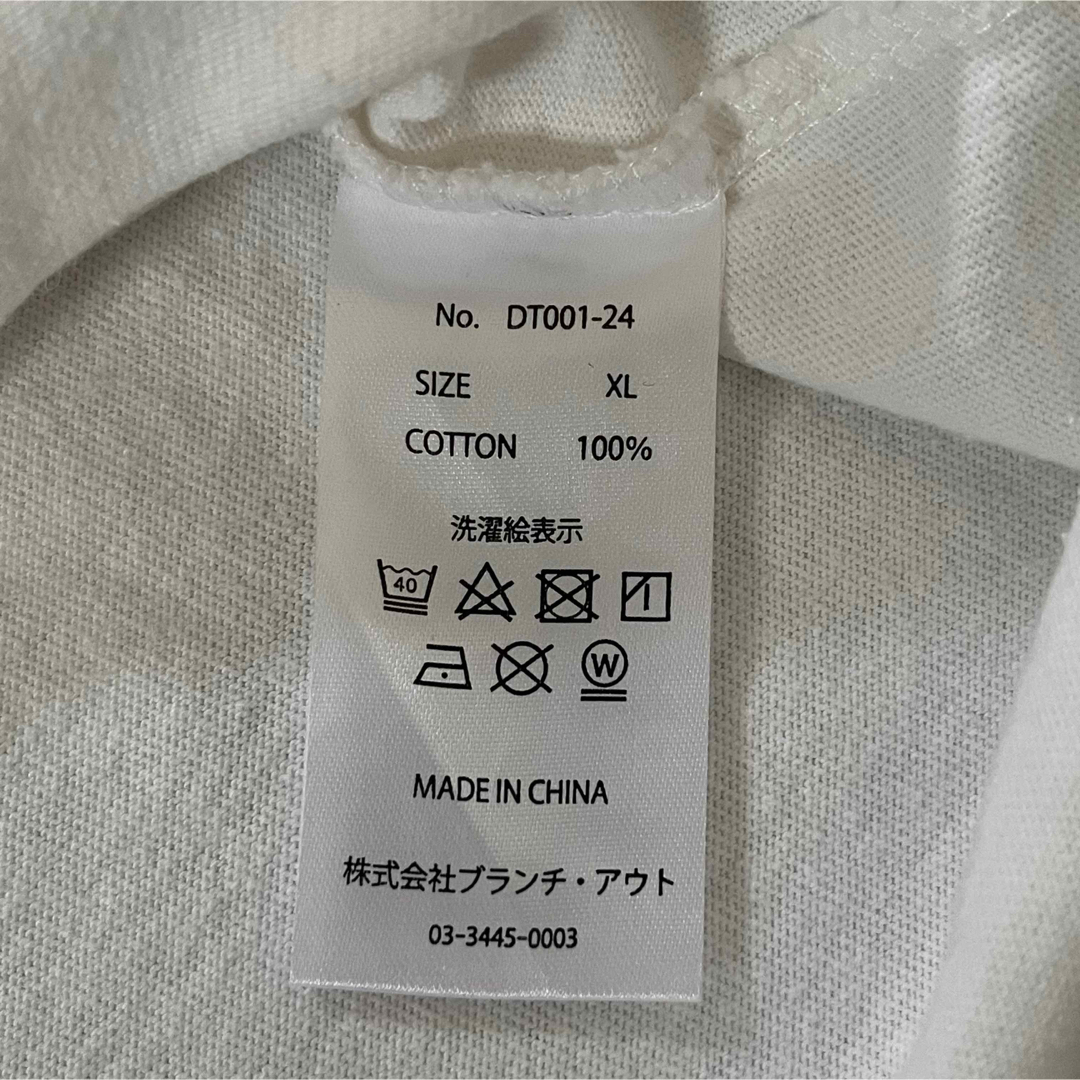 No. DT001-24
SIZE XL
COTTON 100%
洗濯絵表示
40
W
MADE IN CHINA
株式会社ブランチ・アウト
03-3445-0003